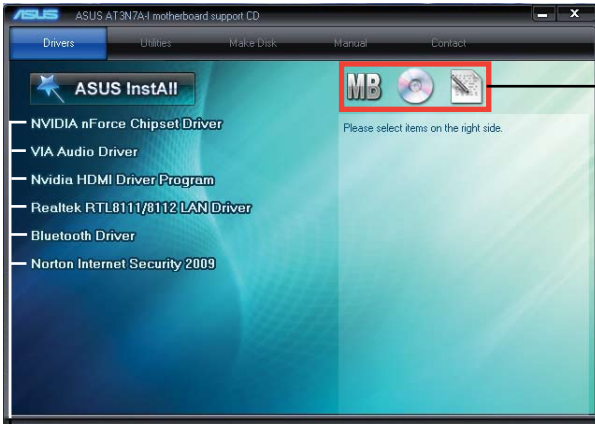 ASUS ASUS AT3N7A-I motherboard support CD
Drivers Utilities Make Disk Manual Contact
ASUS InstAll
MB
NVIDIA nForce Chipset Driver
Please select items on the right side.
VIA Audio Driver
Nvidia HDMI Driver Program
Realtek RTL8111/8112 LAN Driver
Bluetooth Driver
Norton Internet Security 2009